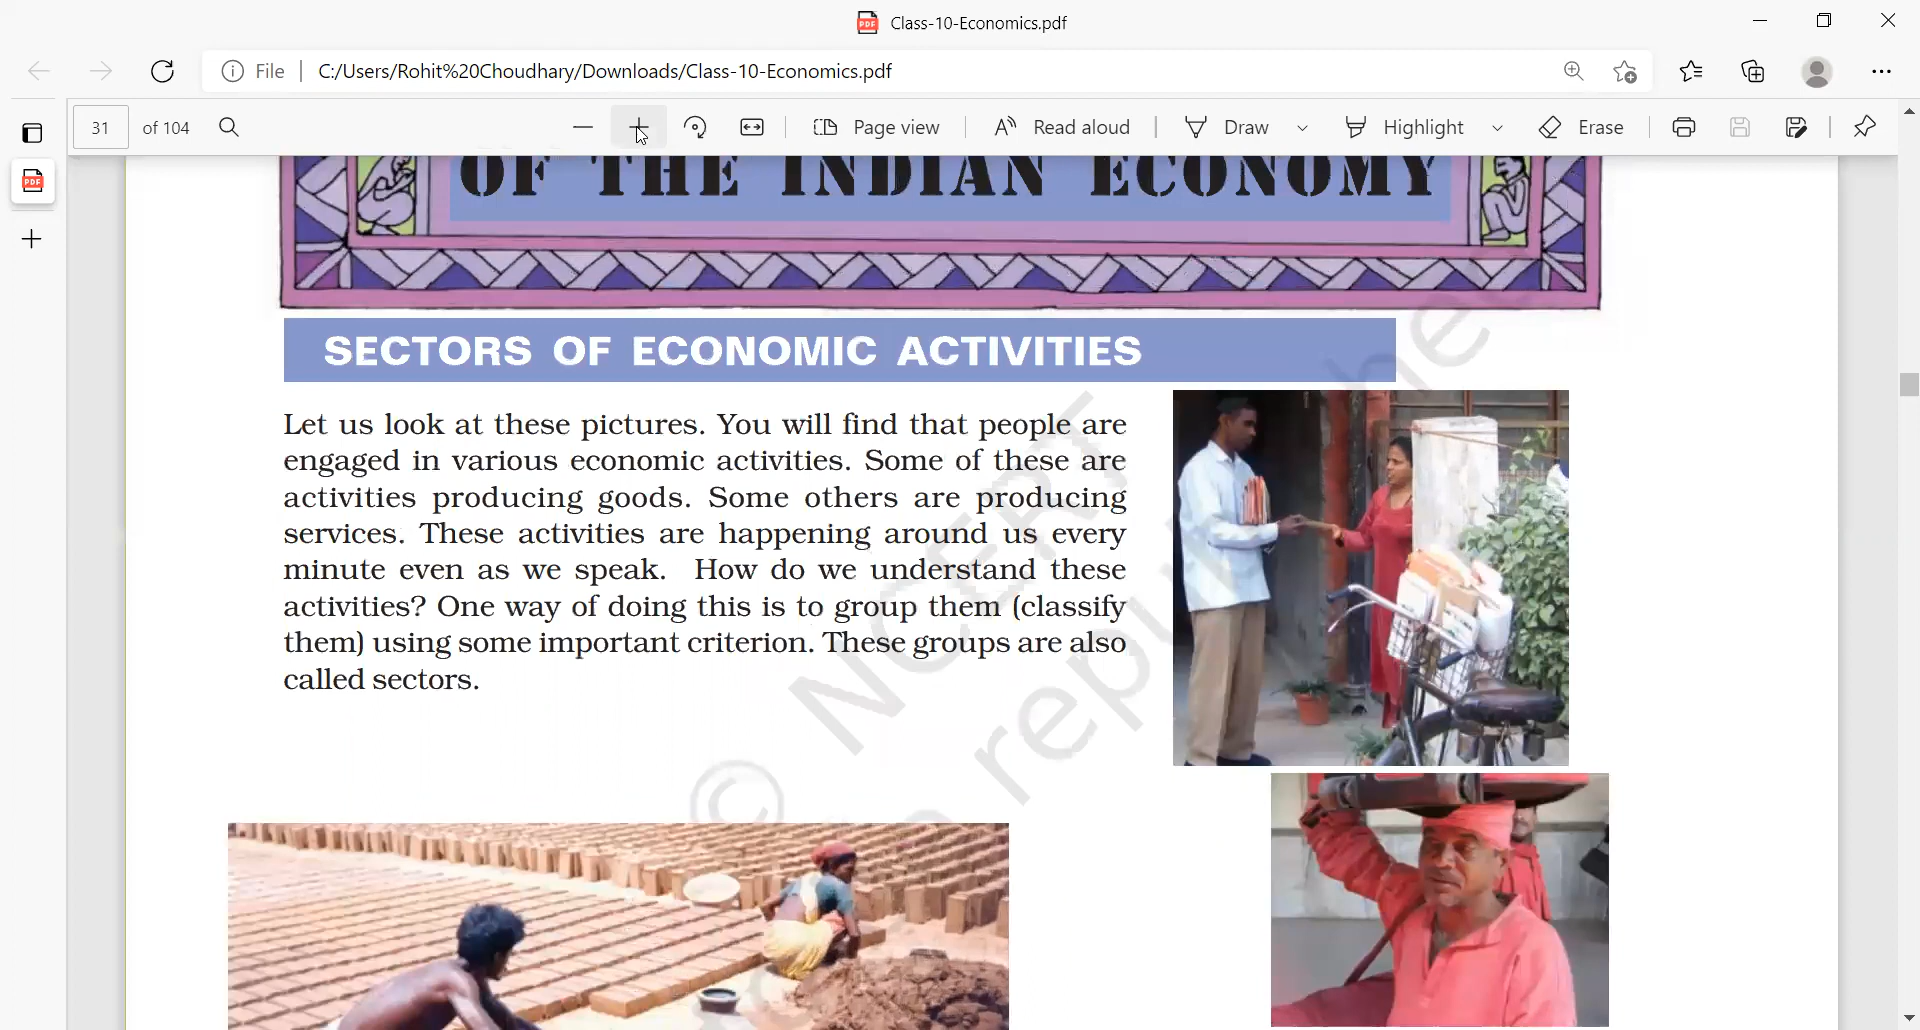 Class-10-Economics.pdf
File
C:/Users/Rohit%20Choudhary/Downloads/Class-10-Economics.pdf
31 of 104
Page view
Read aloud
Draw
Highlight
Erase
PDF
OF THE INDIAN ECONOMY
SECTORS OF ECONOMIC ACTIVITIES
Let us look at these pictures. You will find that people are
engaged in various economic activities. Some of these are
activities producing goods. Some others are producing
services. These activities are happening around us every
minute even as we speak. How do we understand these
activities? One way of doing this is to group them (classify
them) using some important criterion. These groups are also
called sectors.
© NCERT